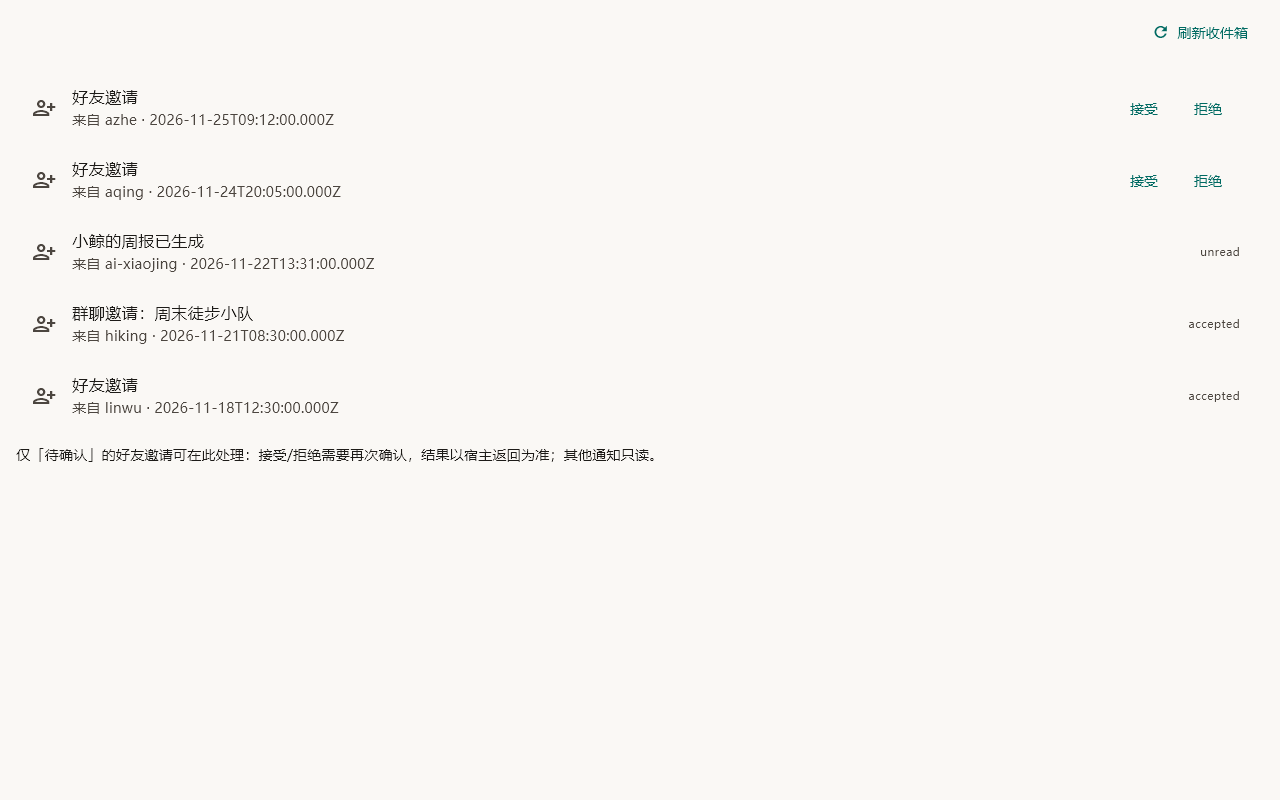 刷新收件箱
好友邀请
来自 azhe · 2026-11-25T09:12:00.000Z
接受
拒绝
好友邀请
来自 aqing · 2026-11-24T20:05:00.000Z
接受
拒绝
小鲸的周报已生成
来自 ai-xiaojing · 2026-11-22T13:31:00.000Z
unread
群聊邀请：周末徒步小队
来自 hiking · 2026-11-21T08:30:00.000Z
accepted
好友邀请
来自 linwu · 2026-11-18T12:30:00.000Z
accepted
仅「待确认」的好友邀请可在此处理：接受/拒绝需要再次确认，结果以宿主返回为准；其他通知只读。